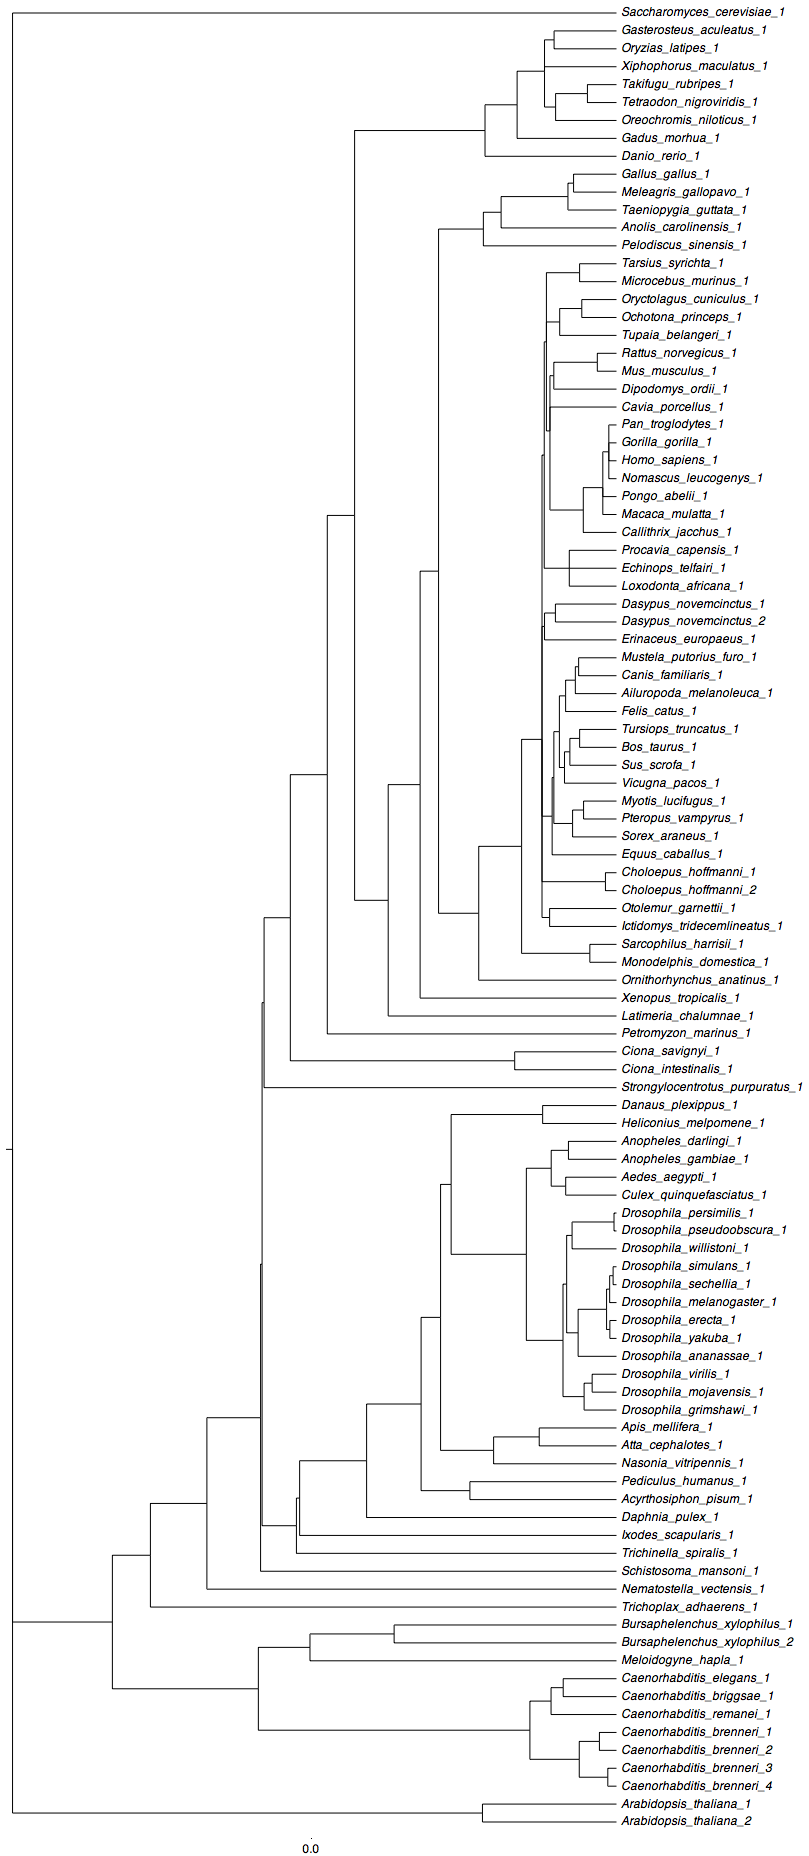 Saccharomyces_cerevisiae_1
Gasterosteus_aculeatus_1
Oryzias_latipes_1
Xiphophorus_maculatus_1
Takifugu_rubripes_1
Tetraodon_nigroviridis_1
Oreochromis_niloticus_1
Gadus_morhua_1
Danio_rerio_1
Gallus_gallus_1
Meleagris_gallopavo_1
Taeniopygia_guttata_1
Anolis_carolinensis_1
Pelodiscus_sinensis_1
Tarsius_syrichta_1
Microcebus_murinus_1
Oryctolagus_cuniculus_1
Ochotona_princeps_1
Tupaia_belangeri_1
Rattus_norvegicus_1
Mus_musculus_1
Dipodomys_ordii_1
Cavia_porcellus_1
Pan_troglodytes_1
Gorilla_gorilla_1
Homo_sapiens_1
Nomascus_leucogenys_1
Pongo_abelii_1
Macaca_mulatta_1
Callithrix_jacchus_1
Procavia_capensis_1
Echinops_telfairi_1
Loxodonta_africana_1
Dasypus_novemcinctus_1
Dasypus_novemcinctus_2
Erinaceus_europaeus_1
Mustela_putorius_furo_1
Canis_familiaris_1
Ailuropoda_melanoleuca_1
Felis_catus_1
Tursiops_truncatus_1
Bos_taurus_1
Sus_scrofa_1
Vicugna_pacos_1
Myotis_lucifugus_1
Pteropus_vampyrus_1
Sorex_araneus_1
Equus_caballus_1
Choloepus_hoffmanni_1
Choloepus_hoffmanni_2
Otolemur_garnettii_1
Ictidomys_tridecemlineatus_1
Sarcophilus_harrisii_1
Monodelphis_domestica_1
Ornithorhynchus_anatinus_1
Xenopus_tropicalis_1
Latimeria_chalumnae_1
Petromyzon_marinus_1
Ciona_savignyi_1
Ciona_intestinalis_1
Strongylocentrotus_purpuratus_1
Danaus_plexippus_1
Heliconius_melpomene_1
Anopheles_darlingi_1
Anopheles_gambiae_1
Aedes_aegypti_1
Culex_quinquefasciatus_1
Drosophila_persimilis_1
Drosophila_pseudoobscura_1
Drosophila_willistoni_1
Drosophila_simulans_1
Drosophila_sechellia_1
Drosophila_melanogaster_1
Drosophila_erecta_1
Drosophila_yakuba_1
Drosophila_ananassae_1
Drosophila_virilis_1
Drosophila_mojavensis_1
Drosophila_grimshawi_1
Apis_mellifera_1
Atta_cephalotes_1
Nasonia_vitripennis_1
Pediculus_humanus_1
Acyrthosiphon_pisum_1
Daphnia_pulex_1
Ixodes_scapularis_1
Trichinella_spiralis_1
Schistosoma_mansoni_1
Nematostella_vectensis_1
Trichoplax_adhaerens_1
Bursaphelenchus_xylophilus_1
Bursaphelenchus_xylophilus_2
Meloidogyne_hapla_1
Caenorhabditis_elegans_1
Caenorhabditis_briggsae_1
Caenorhabditis_remanei_1
Caenorhabditis_brenneri_1
Caenorhabditis_brenneri_2
Caenorhabditis_brenneri_3
Caenorhabditis_brenneri_4
Arabidopsis_thaliana_1
Arabidopsis_thaliana_2
0.0